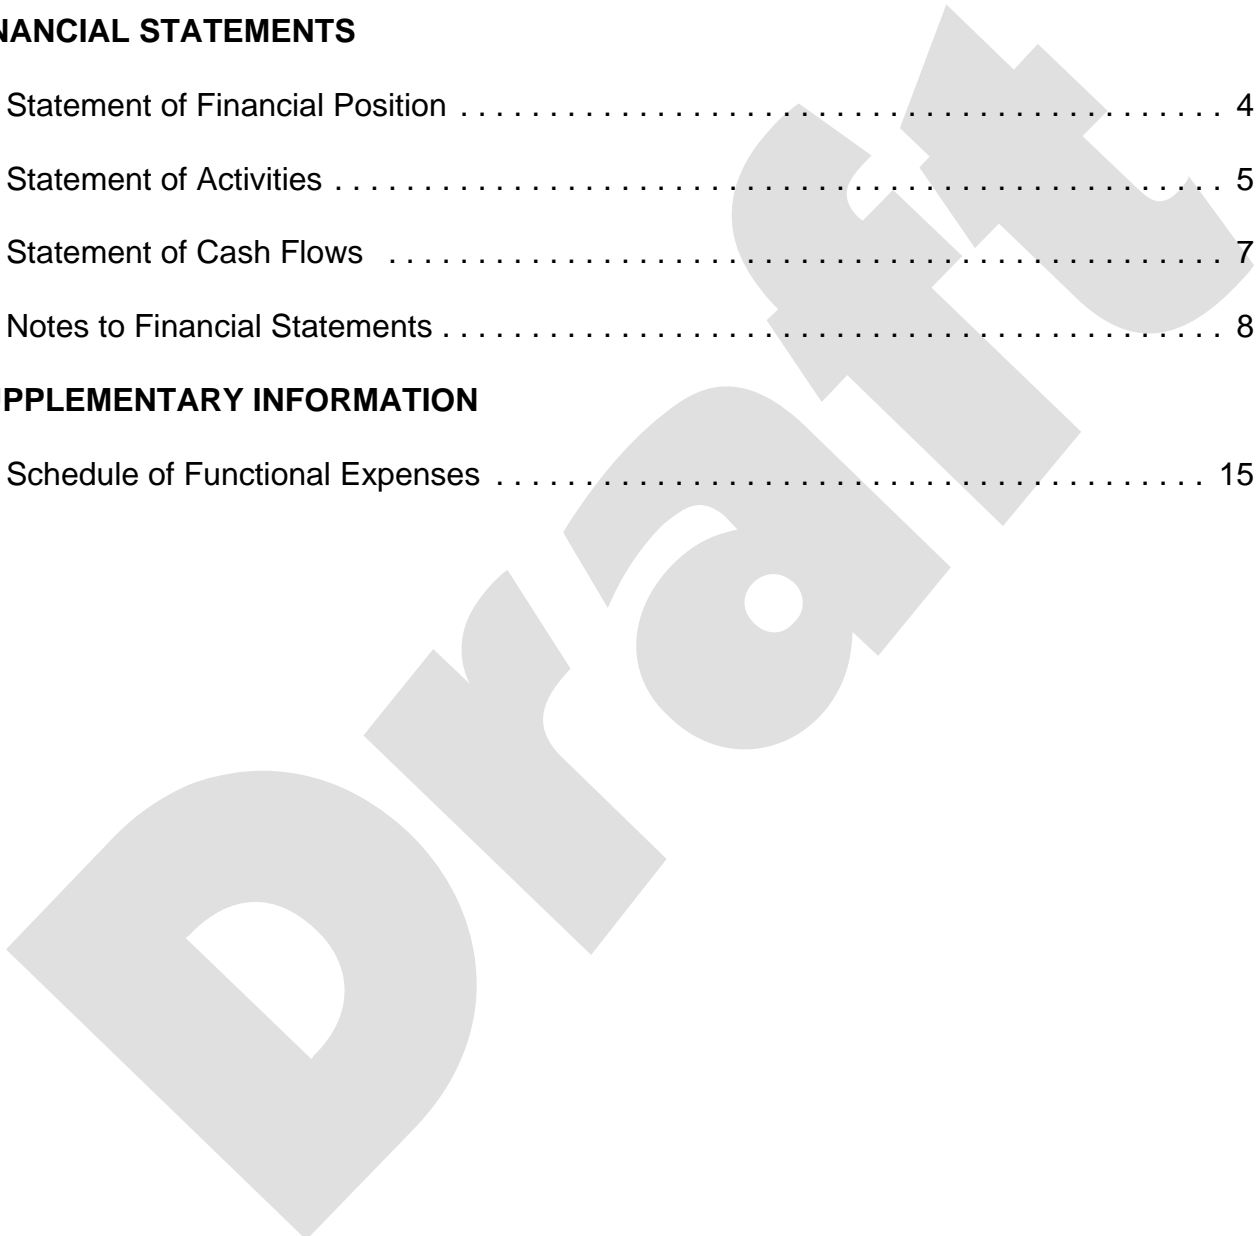 NANCIAL STATEMENTS
Statement of Financial Position . . . . . . . . . . . . . . . . . . . . . . . . . . . . . . . . . . . . . . . . . . . 4
Statement of Activities . . . . . . . . . . . . . . . . . . . . . . . . . . . . . . . . . . . . . . . . . . . . . . . . . . 5
Statement of Cash Flows . . . . . . . . . . . . . . . . . . . . . . . . . . . . . . . . . . . . . . . . . . . . . . . 7
Notes to Financial Statements . . . . . . . . . . . . . . . . . . . . . . . . . . . . . . . . . . . . . . . . . . . . 8
PPLEMENTARY INFORMATION
Schedule of Functional Expenses . . . . . . . . . . . . . . . . . . . . . . . . . . . . . . . . . . . . . . . . 15
Draft